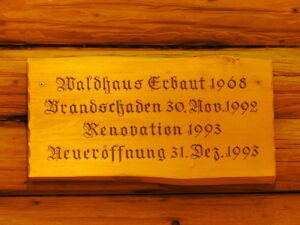 Waldhaus Erbaut 1968
Brandschaden 30. Nov. 1992
Renovation 1993
Neueröffnung 31. Dez. 1993